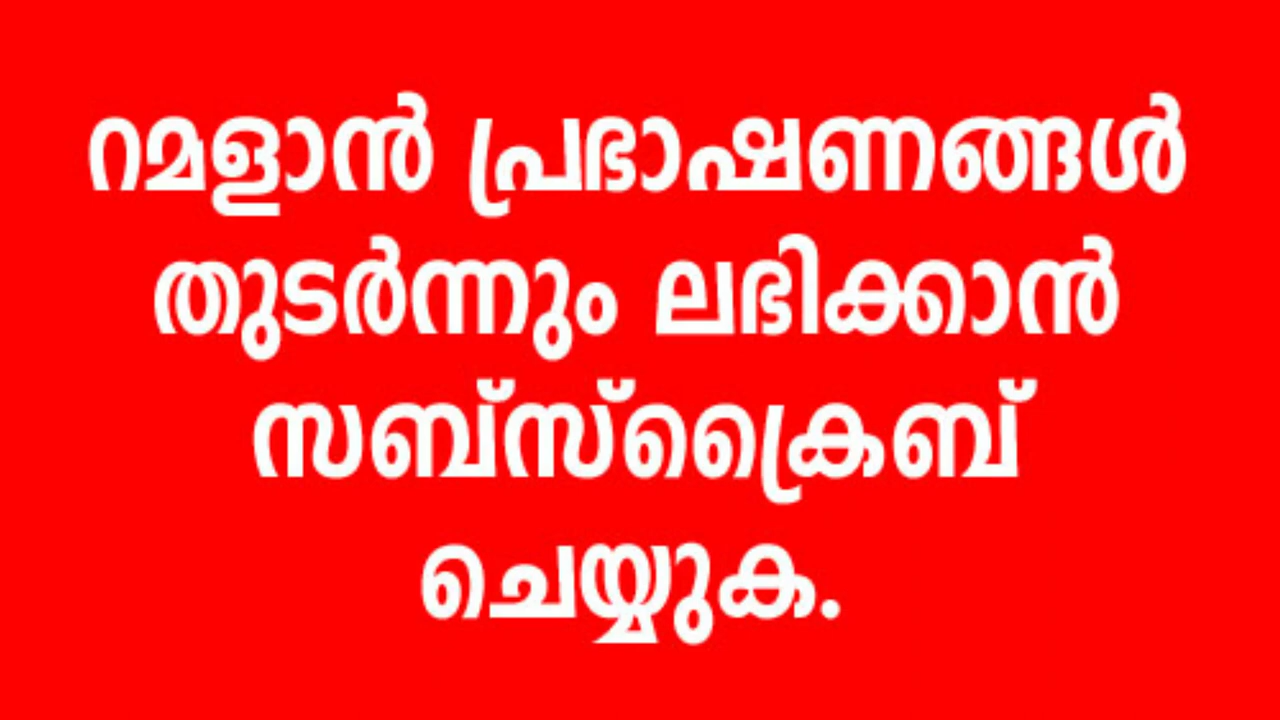 റമളാൻ പ്രഭാഷണങ്ങൾ
തുടർന്നും ലഭിക്കാൻ
സബ്സ്ക്രൈബ്
ചെയ്യുക.